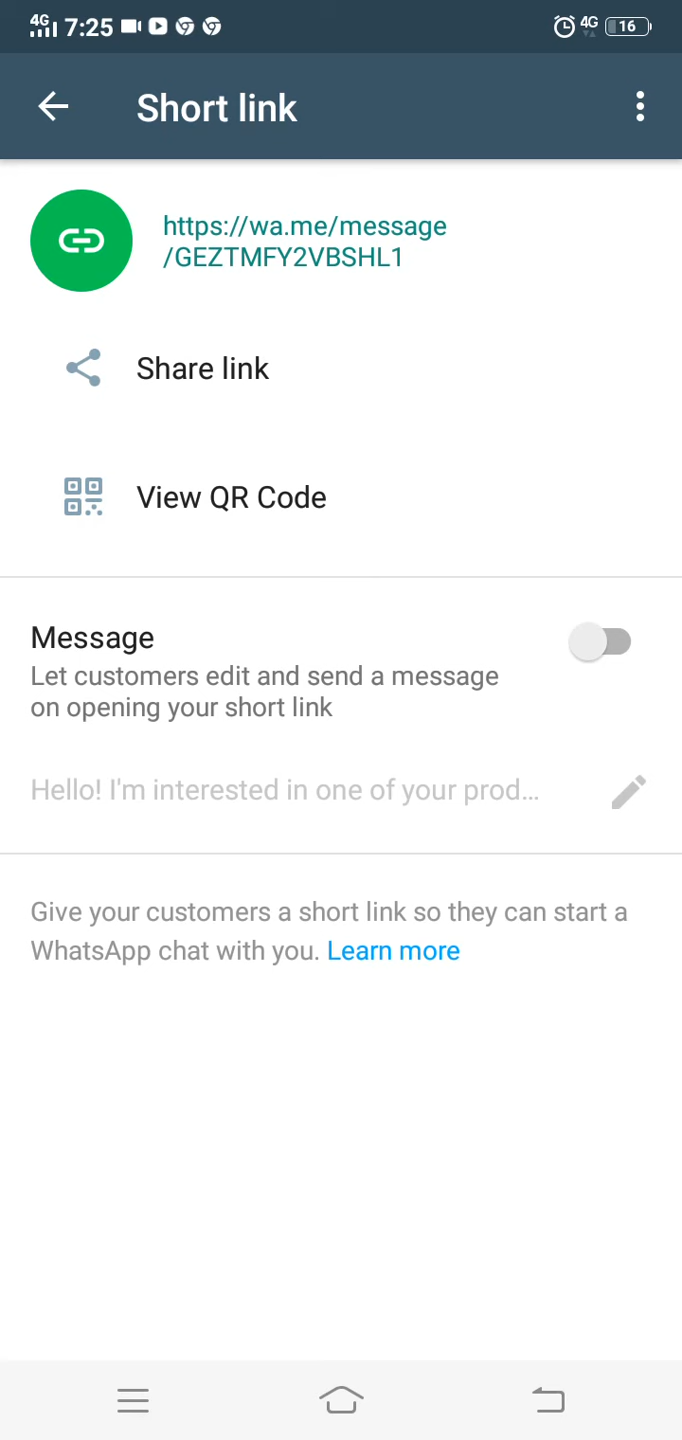 4G 7:25 4G 16
Short link
https://wa.me/message
/GEZTMFY2VBSHL1
Share link
View QR Code
Message
Let customers edit and send a message
on opening your short link
Hello! I'm interested in one of your prod...
Give your customers a short link so they can start a
WhatsApp chat with you. Learn more